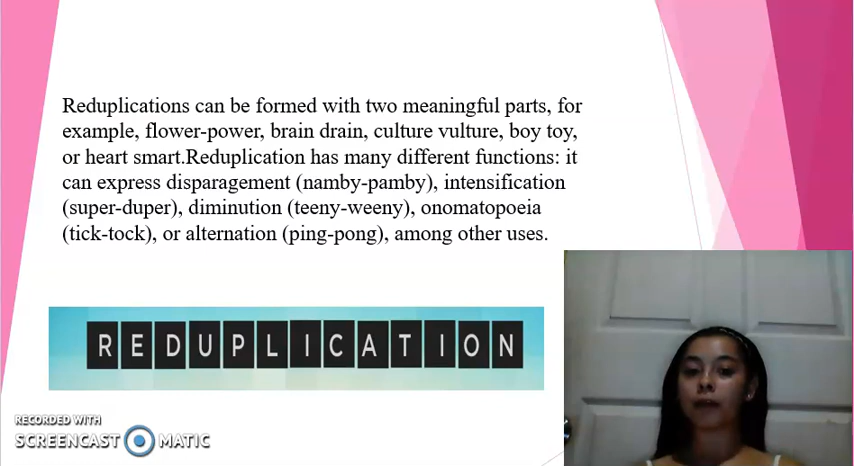 Reduplications can be formed with two meaningful parts, for
example, flower-power, brain drain, culture vulture, boy toy,
or heart smart.Reduplication has many different functions: it
can express disparagement (namby-pamby), intensification
(super-duper), diminution (teeny-weeny), onomatopoeia
(tick-tock), or alternation (ping-pong), among other uses.
REDUPLICATION
RECORDED WITH
SCREENCAST MATIC